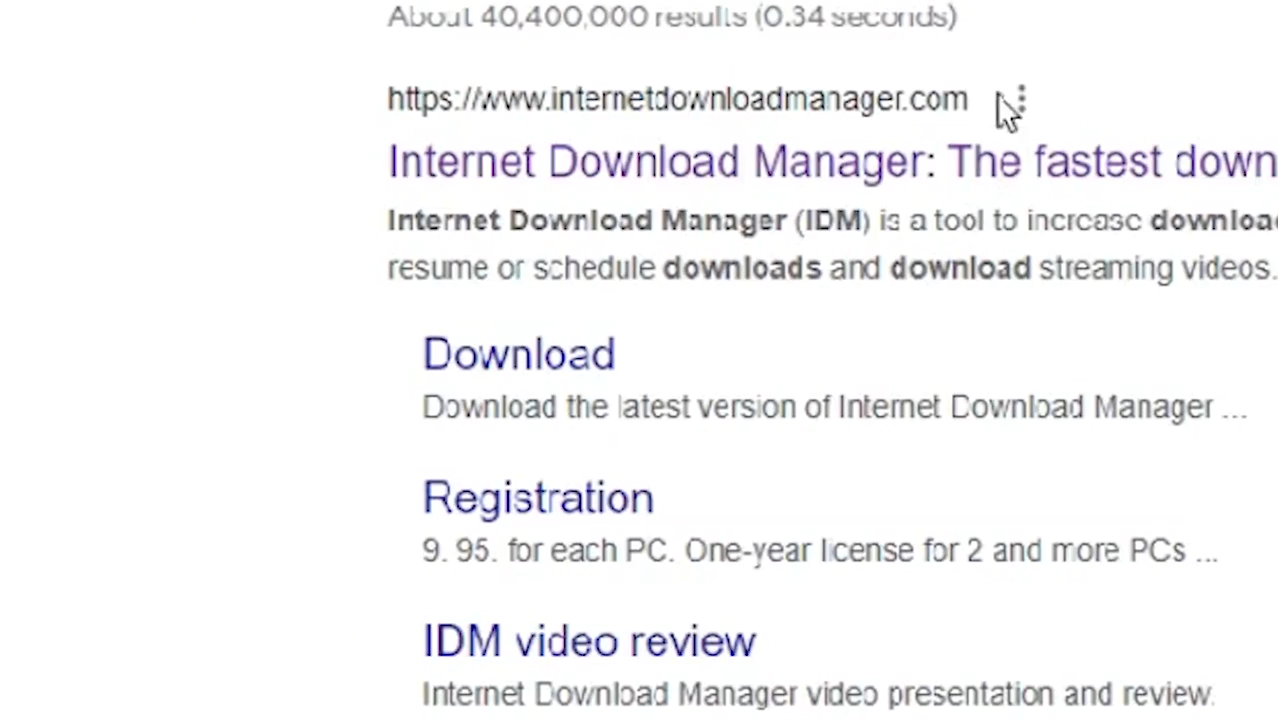 About 40,400,000 results (0.34 seconds)
https://www.internetdownloadmanager.com
Internet Download Manager: The fastest down
Internet Download Manager (IDM) is a tool to increase download
resume or schedule downloads and download streaming videos.
Download
Download the latest version of Internet Download Manager ...
Registration
9. 95. for each PC. One-year license for 2 and more PCs ...
IDM video review
Internet Download Manager video presentation and review.